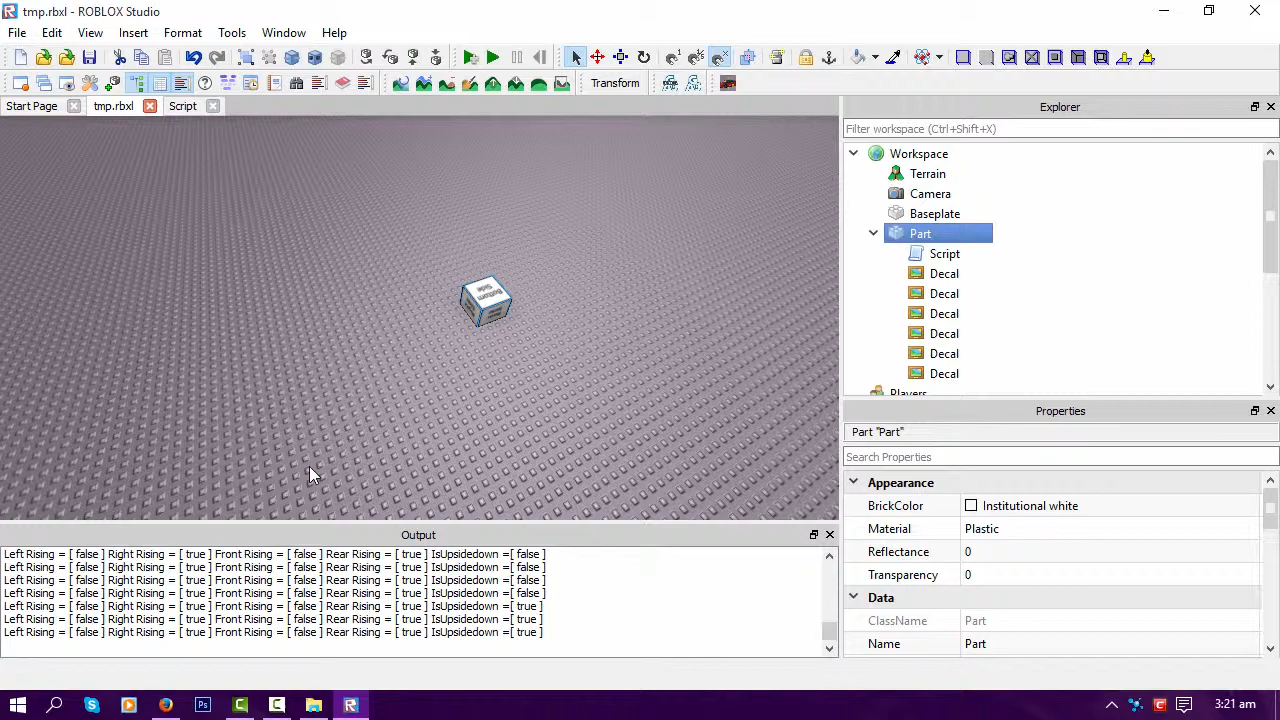 tmp.rbxl - ROBLOX Studio
File Edit View Insert Format Tools Window Help
Transform
Start Page tmp.rbxl Script
Explorer
Filter workspace (Ctrl+Shift+X)
Workspace
Terrain
Camera
Baseplate
Part
Script
Decal
Decal
Decal
Decal
Decal
Decal
Players
Bottom
Side
Properties
Part "Part"
Search Properties
Appearance
BrickColor Institutional white
Material Plastic
Reflectance 0
Transparency 0
Data
ClassName Part
Name Part
Output
Left Rising = [ false ] Right Rising = [ true ] Front Rising = [ false ] Rear Rising = [ true ] IsUpsidedown =[ false ]
Left Rising = [ false ] Right Rising = [ true ] Front Rising = [ false ] Rear Rising = [ true ] IsUpsidedown =[ false ]
Left Rising = [ false ] Right Rising = [ true ] Front Rising = [ false ] Rear Rising = [ true ] IsUpsidedown =[ false ]
Left Rising = [ false ] Right Rising = [ true ] Front Rising = [ false ] Rear Rising = [ true ] IsUpsidedown =[ false ]
Left Rising = [ false ] Right Rising = [ true ] Front Rising = [ false ] Rear Rising = [ true ] IsUpsidedown =[ true ]
Left Rising = [ false ] Right Rising = [ true ] Front Rising = [ false ] Rear Rising = [ true ] IsUpsidedown =[ true ]
Left Rising = [ false ] Right Rising = [ true ] Front Rising = [ false ] Rear Rising = [ true ] IsUpsidedown =[ true ]
3:21 am